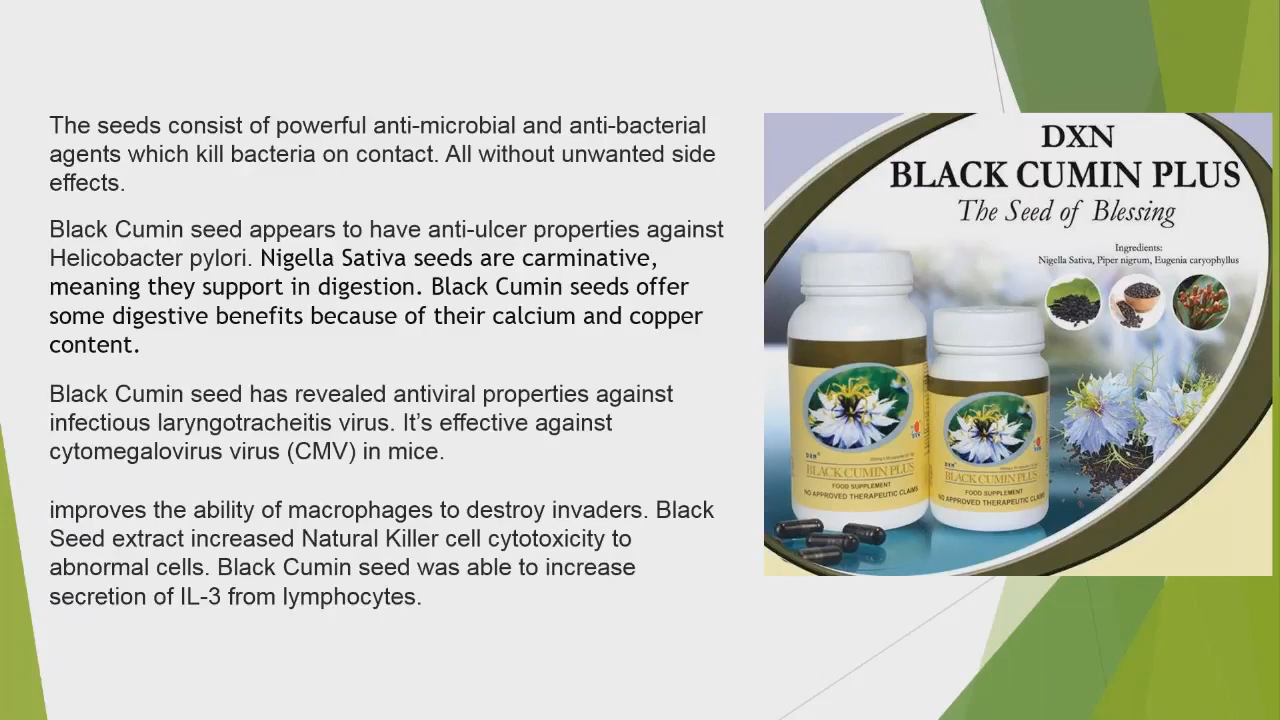 The seeds consist of powerful anti-microbial and anti-bacterial
agents which kill bacteria on contact. All without unwanted side
effects.
Black Cumin seed appears to have anti-ulcer properties against
Helicobacter pylori. Nigella Sativa seeds are carminative,
meaning they support in digestion. Black Cumin seeds offer
some digestive benefits because of their calcium and copper
content.
Black Cumin seed has revealed antiviral properties against
infectious laryngotracheitis virus. It’s effective against
cytomegalovirus virus (CMV) in mice.
improves the ability of macrophages to destroy invaders. Black
Seed extract increased Natural Killer cell cytotoxicity to
abnormal cells. Black Cumin seed was able to increase
secretion of IL-3 from lymphocytes.
DXN
BLACK CUMIN PLUS
The Seed of Blessing
Ingredients:
Nigella Sativa, Piper nigrum, Eugenia caryophyllus
DXN
BLACK CUMIN PLUS
FOOD SUPPLEMENT
NO APPROVED THERAPEUTIC CLAIMS
DXN
BLACK CUMIN PLUS
FOOD SUPPLEMENT
NO APPROVED THERAPEUTIC CLAIMS